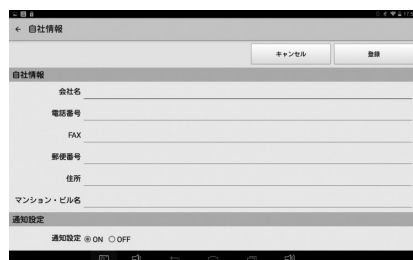 ← 自社情報
キャンセル
登録
自社情報
会社名
電話番号
FAX
郵便番号
住所
マンション・ビル名
通知設定
通知設定 ON OFF